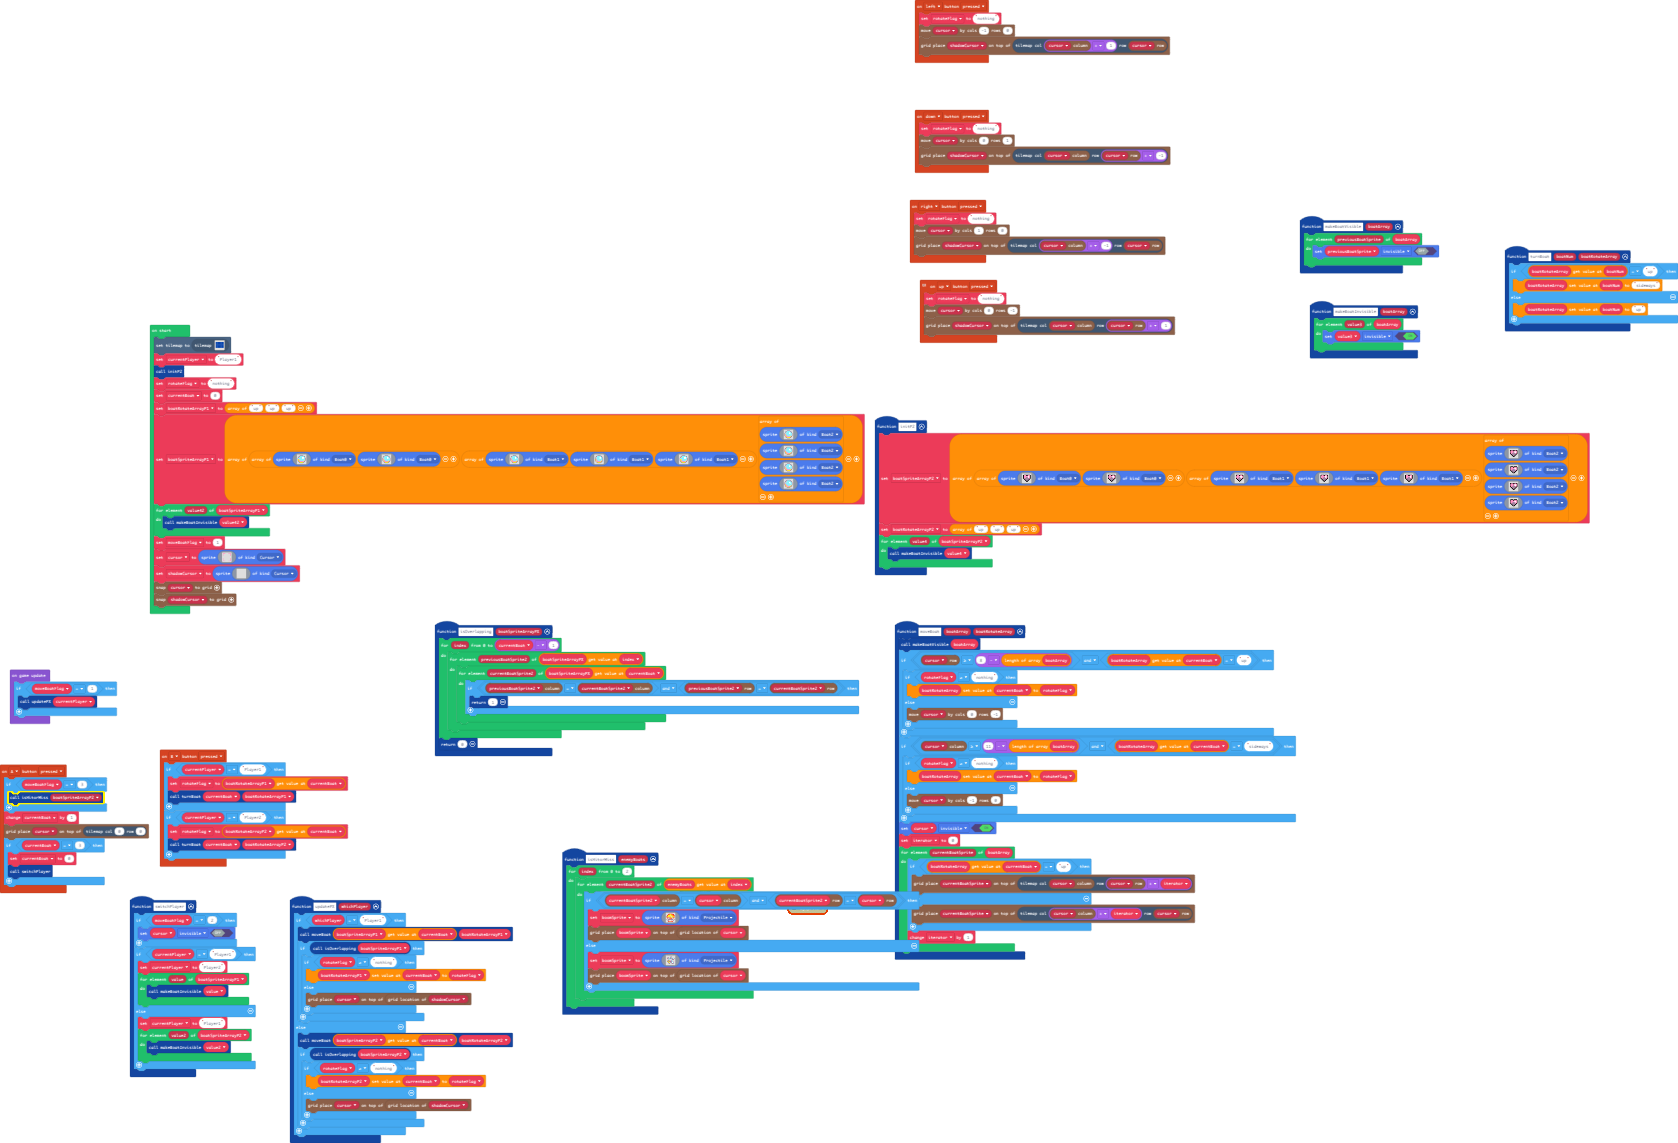 on left button pressed
set rotateFlag to nothing
move cursor by cols -1 rows 0
grid place shadowCursor on top of tilemap col cursor column + 1 row cursor row
on down button pressed
set rotateFlag to nothing
move cursor by cols 0 rows 1
grid place shadowCursor on top of tilemap col cursor column row cursor row + -1
on right button pressed
set rotateFlag to nothing
move cursor by cols 1 rows 0
grid place shadowCursor on top of tilemap col cursor column + -1 row cursor row
on up button pressed
set rotateFlag to nothing
move cursor by cols 0 rows -1
grid place shadowCursor on top of tilemap col cursor column row cursor row + 1
function makeBoatVisible boatArray
for element previousBoatSprite of boatArray
do set previousBoatSprite invisible
function makeBoatInvisible boatArray
for element value3 of boatArray
do set value3 invisible
function turnBoat boatNum boatRotateArray
if boatRotateArray get value at boatNum = up then
boatRotateArray set value at boatNum to sideways
else
boatRotateArray set value at boatNum to up
on start
set tilemap to tilemap
set currentPlayer to Player1
call initP2
set rotateFlag to nothing
set currentBoat to 0
set boatRotateArrayP1 to array of up up up
set boatSpriteArrayP1 to array of array of sprite of kind Boat0 sprite of kind Boat0 array of sprite of kind Boat1 sprite of kind Boat1 sprite of kind Boat1
array of
sprite of kind Boat2
sprite of kind Boat2
sprite of kind Boat2
sprite of kind Boat2
for element value42 of boatSpriteArrayP1
do call makeBoatInvisible value42
set moveBoatFlag to 1
set cursor to sprite of kind Cursor
set shadowCursor to sprite of kind Cursor
snap cursor to grid
snap shadowCursor to grid
function initP2
set boatSpriteArrayP2 to array of array of sprite of kind Boat0 sprite of kind Boat0 array of sprite of kind Boat1 sprite of kind Boat1 sprite of kind Boat1
array of
sprite of kind Boat2
sprite of kind Boat2
sprite of kind Boat2
sprite of kind Boat2
set boatRotateArrayP2 to array of up up up
for element value4 of boatSpriteArrayP2
do call makeBoatInvisible value4
on game update
if moveBoatFlag = 1 then
call updatePX currentPlayer
function isOverlapping boatSpriteArrayPX
for index from 0 to currentBoat - 1
do for element previousBoatSprite2 of boatSpriteArrayPX get value at index
do for element currentBoatSprite2 of boatSpriteArrayPX get value at currentBoat
do if previousBoatSprite2 column = currentBoatSprite2 column and previousBoatSprite2 row = currentBoatSprite2 row then
return 1
return 0
function moveBoat boatArray boatRotateArray
call makeBoatVisible boatArray
if cursor row ≥ 8 - length of array boatArray and boatRotateArray get value at currentBoat = up then
if rotateFlag ≠ nothing then
boatRotateArray set value at currentBoat to rotateFlag
else
move cursor by cols 0 rows -1
if cursor column ≥ 11 - length of array boatArray and boatRotateArray get value at currentBoat = sideways then
if rotateFlag ≠ nothing then
boatRotateArray set value at currentBoat to rotateFlag
else
move cursor by cols -1 rows 0
set cursor invisible
set iterator to 0
for element currentBoatSprite of boatArray
do if boatRotateArray get value at currentBoat = up then
grid place currentBoatSprite on top of tilemap col cursor column row cursor row + iterator
grid place currentBoatSprite on top of tilemap col cursor column + iterator row cursor row
change iterator by 1
on A button pressed
call isHitOrMiss boatSpriteArrayP2
change currentBoat by 1
grid place cursor on top of tilemap col 0 row 0
if currentBoat = 3 then
set currentBoat to 0
call switchPlayer
on B button pressed
if currentPlayer = Player1 then
set rotateFlag to boatRotateArrayP1 get value at currentBoat
call turnBoat currentBoat boatRotateArrayP1
if currentPlayer = Player2 then
set rotateFlag to boatRotateArrayP2 get value at currentBoat
call turnBoat currentBoat boatRotateArrayP2
function isHitOrMiss enemyBoats
for index from 0 to 2
do for element currentBoatSprite3 of enemyBoats get value at index
do if currentBoatSprite3 column = cursor column and currentBoatSprite3 row = cursor row then
set boomSprite to sprite of kind Projectile
grid place boomSprite on top of grid location of cursor
else
set boomSprite to sprite of kind Projectile
grid place boomSprite on top of grid location of cursor
function switchPlayer
set cursor invisible
if currentPlayer = Player1 then
set currentPlayer to Player2
for element value of boatSpriteArrayP1
do call makeBoatInvisible value
else
set currentPlayer to Player1
for element value2 of boatSpriteArrayP2
do call makeBoatInvisible value2
function updatePX whichPlayer
if whichPlayer = Player1 then
call moveBoat boatSpriteArrayP1 get value at currentBoat boatRotateArrayP1
if call isOverlapping boatSpriteArrayP1 then
if rotateFlag ≠ nothing then
boatRotateArrayP1 set value at currentBoat to rotateFlag
else
grid place cursor on top of grid location of shadowCursor
else
call moveBoat boatSpriteArrayP2 get value at currentBoat boatRotateArrayP2
if call isOverlapping boatSpriteArrayP2 then
if rotateFlag ≠ nothing then
boatRotateArrayP2 set value at currentBoat to rotateFlag
else
grid place cursor on top of grid location of shadowCursor